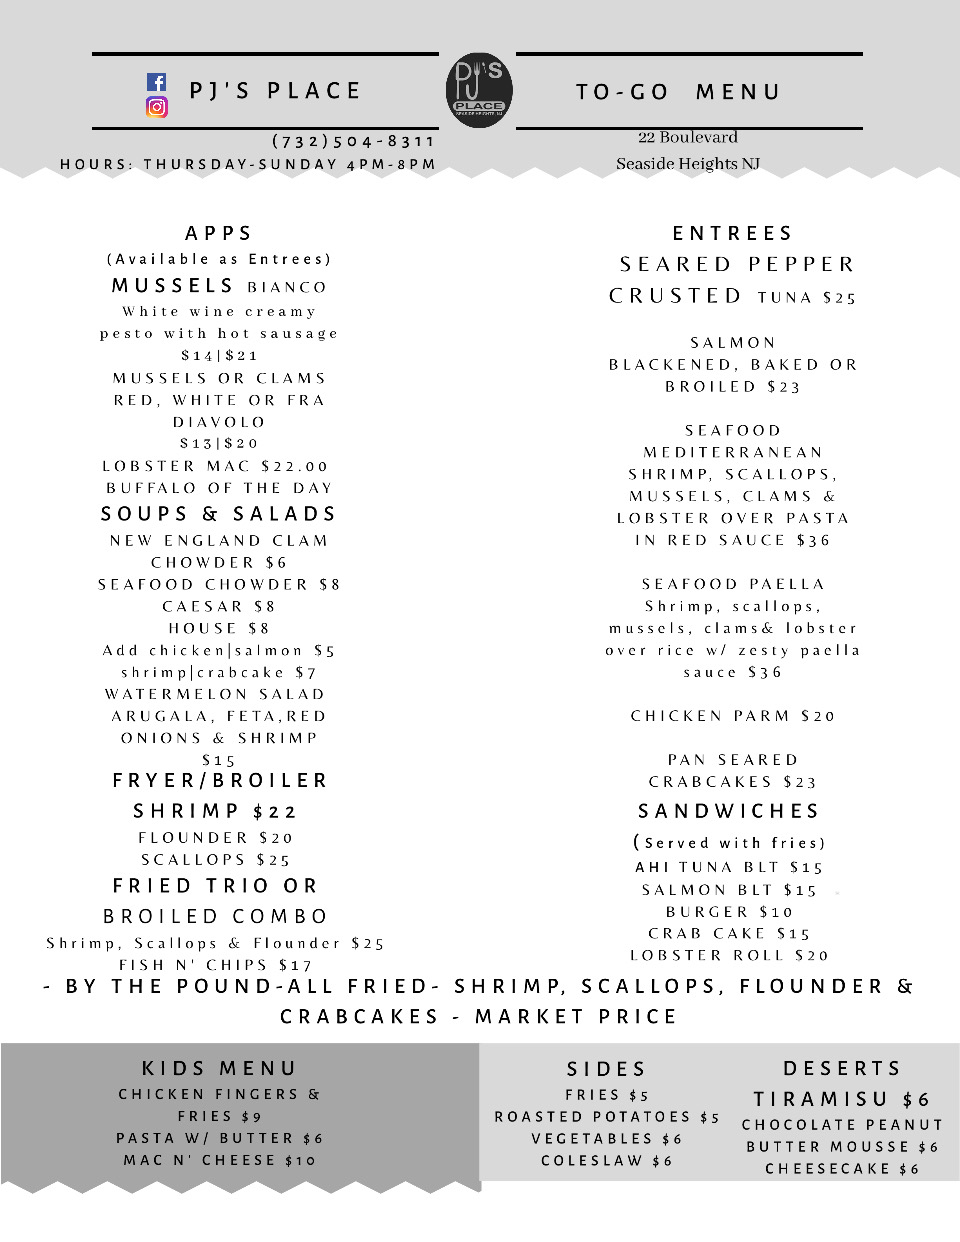 PJ'S PLACE
PJ'S
PLACE
SEASIDE HEIGHTS, NJ
TO-GO MENU
(732)504-8311
HOURS: THURSDAY-SUNDAY 4PM-8PM
22 Boulevard
Seaside Heights NJ
APPS
(Available as Entrees)
MUSSELS BIANCO
White wine creamy
pesto with hot sausage
$14|$21
MUSSELS OR CLAMS
RED, WHITE OR FRA
DIAVOLO
$13|$20
LOBSTER MAC $22.00
BUFFALO OF THE DAY
SOUPS & SALADS
NEW ENGLAND CLAM
CHOWDER $6
SEAFOOD CHOWDER $8
CAESAR $8
HOUSE $8
Add chicken|salmon $5
shrimp|crabcake $7
WATERMELON SALAD
ARUGALA, FETA,RED
ONIONS & SHRIMP
$15
FRYER/BROILER
SHRIMP $22
FLOUNDER $20
SCALLOPS $25
FRIED TRIO OR
BROILED COMBO
Shrimp, Scallops & Flounder $25
FISH N' CHIPS $17
ENTREES
SEARED PEPPER
CRUSTED TUNA $25
SALMON
BLACKENED, BAKED OR
BROILED $23
SEAFOOD
MEDITERRANEAN
SHRIMP, SCALLOPS,
MUSSELS, CLAMS &
LOBSTER OVER PASTA
IN RED SAUCE $36
SEAFOOD PAELLA
Shrimp, scallops,
mussels, clams& lobster
over rice w/ zesty paella
sauce $36
CHICKEN PARM $20
PAN SEARED
CRABCAKES $23
SANDWICHES
(Served with fries)
AHI TUNA BLT $15
SALMON BLT $15
BURGER $10
CRAB CAKE $15
LOBSTER ROLL $20
- BY THE POUND-ALL FRIED- SHRIMP, SCALLOPS, FLOUNDER &
CRABCAKES - MARKET PRICE
KIDS MENU
CHICKEN FINGERS &
FRIES $9
PASTA W/ BUTTER $6
MAC N' CHEESE $10
SIDES
FRIES $5
ROASTED POTATOES $5
VEGETABLES $6
COLESLAW $6
DESERTS
TIRAMISU $6
CHOCOLATE PEANUT
BUTTER MOUSSE $6
CHEESECAKE $6